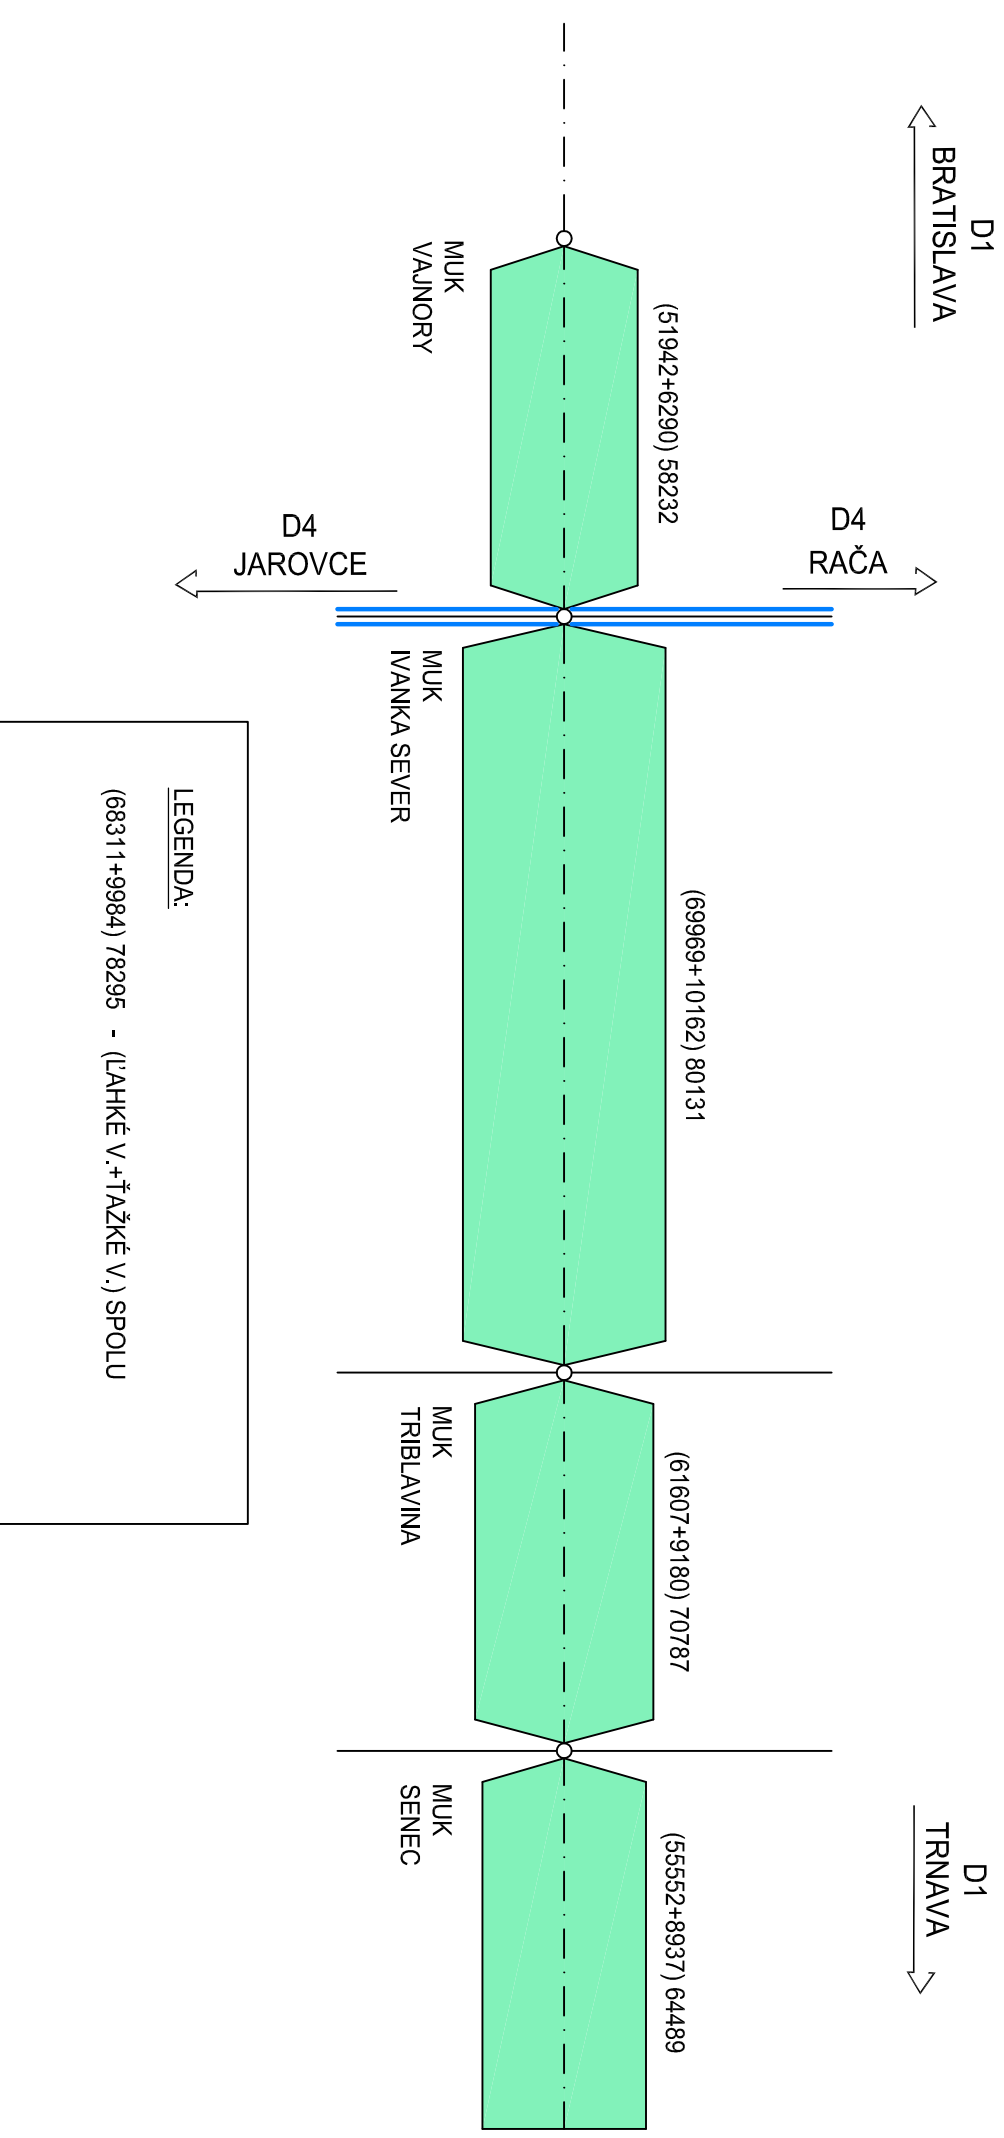 D1
BRATISLAVA
D1
TRNAVA
D4
RAČA
D4
JAROVCE
(51942+6290) 58232
(69969+10162) 80131
(61607+9180) 70787
(55552+8937) 64489
MUK
VAJNORY
MUK
IVANKA SEVER
MUK
TRIBLAVINA
MUK
SENEC
LEGENDA:
(68311+9984) 78295 - (ĽAHKÉ V.+ŤAŽKÉ V.) SPOLU